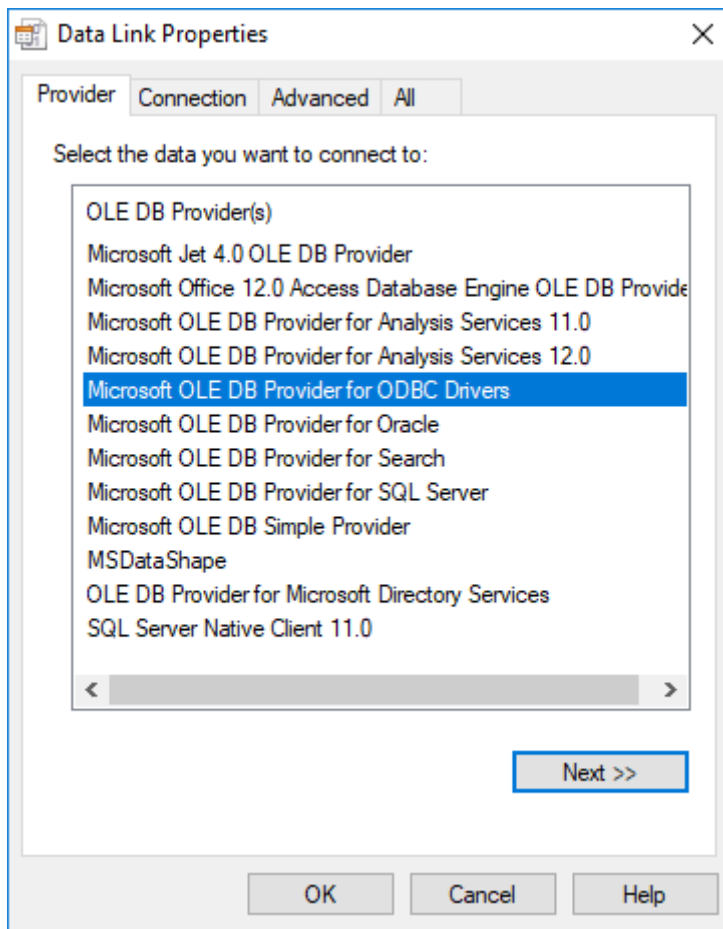 Data Link Properties
Provider Connection Advanced All
Select the data you want to connect to:
OLE DB Provider(s)
Microsoft Jet 4.0 OLE DB Provider
Microsoft Office 12.0 Access Database Engine OLE DB Provide
Microsoft OLE DB Provider for Analysis Services 11.0
Microsoft OLE DB Provider for Analysis Services 12.0
Microsoft OLE DB Provider for ODBC Drivers
Microsoft OLE DB Provider for Oracle
Microsoft OLE DB Provider for Search
Microsoft OLE DB Provider for SQL Server
Microsoft OLE DB Simple Provider
MSDataShape
OLE DB Provider for Microsoft Directory Services
SQL Server Native Client 11.0
Next >>
OK Cancel Help